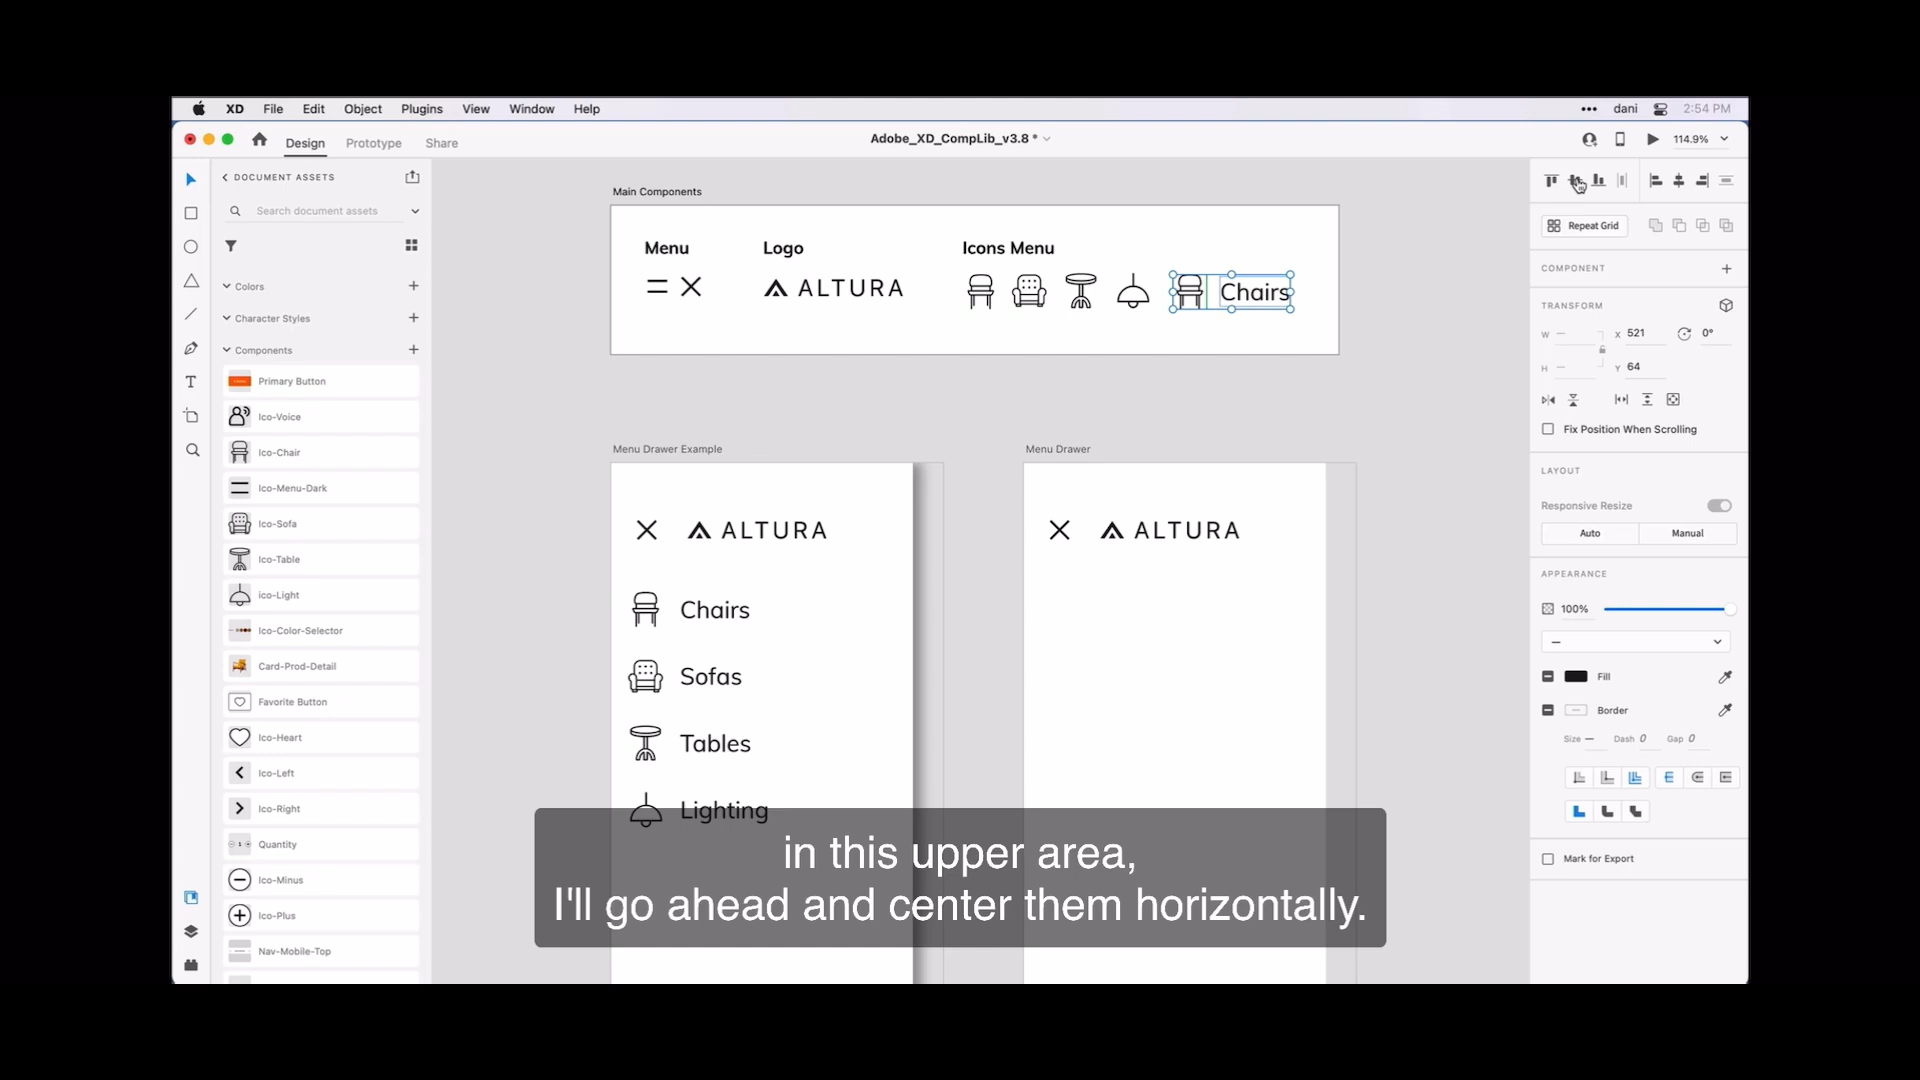 XD File Edit Object Plugins View Window Help
dani 2:54 PM
Design Prototype Share
Adobe_XD_CompLib_v3.8 *
114.9%
DOCUMENT ASSETS
Search document assets
Colors
Character Styles
Components
Primary Button
Ico-Voice
Ico-Chair
Ico-Menu-Dark
Ico-Sofa
Ico-Table
ico-Light
Ico-Color-Selector
Card-Prod-Detail
Favorite Button
Ico-Heart
Ico-Left
Ico-Right
Quantity
Ico-Minus
Ico-Plus
Nav-Mobile-Top
Main Components
Menu Logo Icons Menu
ALTURA
Chairs
Menu Drawer Example
ALTURA
Chairs
Sofas
Tables
Lighting
Menu Drawer
ALTURA
Repeat Grid
COMPONENT
TRANSFORM
W — X 521 0°
H — Y 64
Fix Position When Scrolling
LAYOUT
Responsive Resize
Auto Manual
APPEARANCE
100%
—
Fill
Border
Size — Dash 0 Gap 0
Mark for Export
in this upper area,
I'll go ahead and center them horizontally.